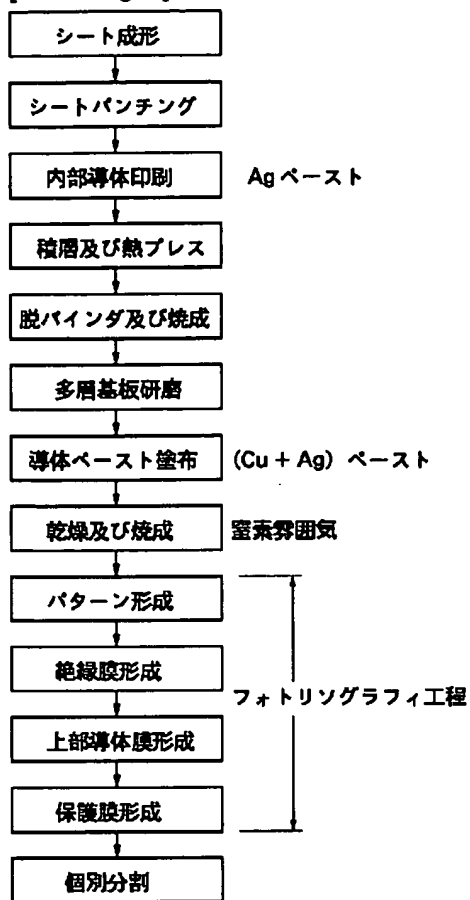 シート成形
シートパンチング
内部導体印刷 Agペースト
積層及び熱プレス
脱バインダ及び焼成
多層基板研磨
導体ペースト塗布 (Cu + Ag) ペースト
乾燥及び焼成 窒素雰囲気
パターン形成
絶縁膜形成
フォトリソグラフィ工程
上部導体膜形成
保護膜形成
個別分割